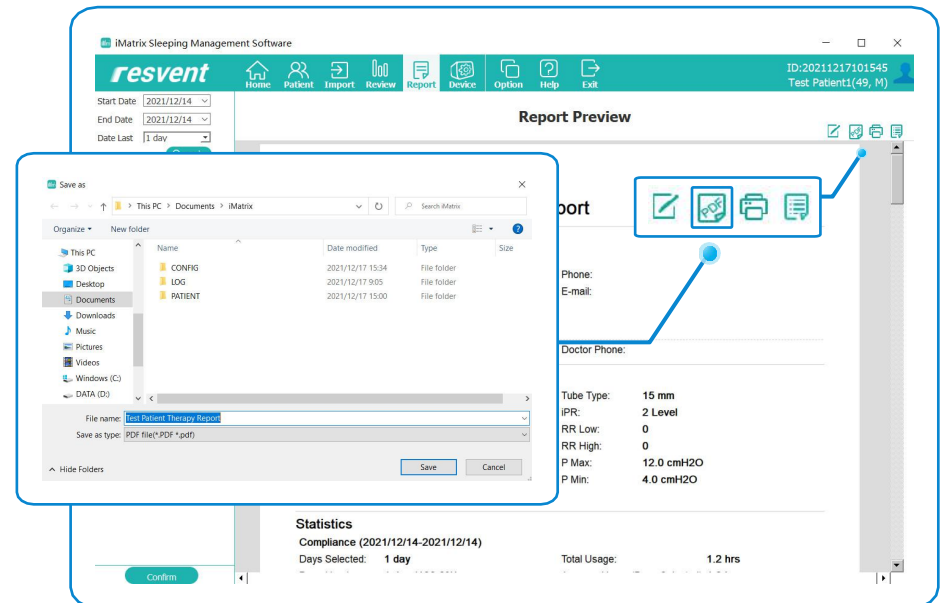 iMatrix Sleeping Management Software
resvent
Home Patient Import Review Report Device Option Help Exit
ID:20211217101545
Test Patient1(49, M)
Start Date 2021/12/14
End Date 2021/12/14
Date Last 1 day
Report Preview
PDF
Save as
This PC > Documents > iMatrix
Search iMatrix
Organize New folder
Name Date modified Type Size
This PC
3D Objects
Desktop
Documents
Downloads
Music
Pictures
Videos
Windows (C:)
DATA (D:)
CONFIG 2021/12/17 15:34 File folder
LOG 2021/12/17 9:05 File folder
PATIENT 2021/12/17 15:00 File folder
File name: Test Patient Therapy Report
Save as type: PDF file(*.PDF *.pdf)
Hide Folders
Save Cancel
port
PDF
Phone:
E-mail:
Doctor Phone:
Tube Type: 15 mm
iPR: 2 Level
RR Low: 0
RR High: 0
P Max: 12.0 cmH2O
P Min: 4.0 cmH2O
Statistics
Compliance (2021/12/14-2021/12/14)
Days Selected: 1 day Total Usage: 1.2 hrs
Confirm